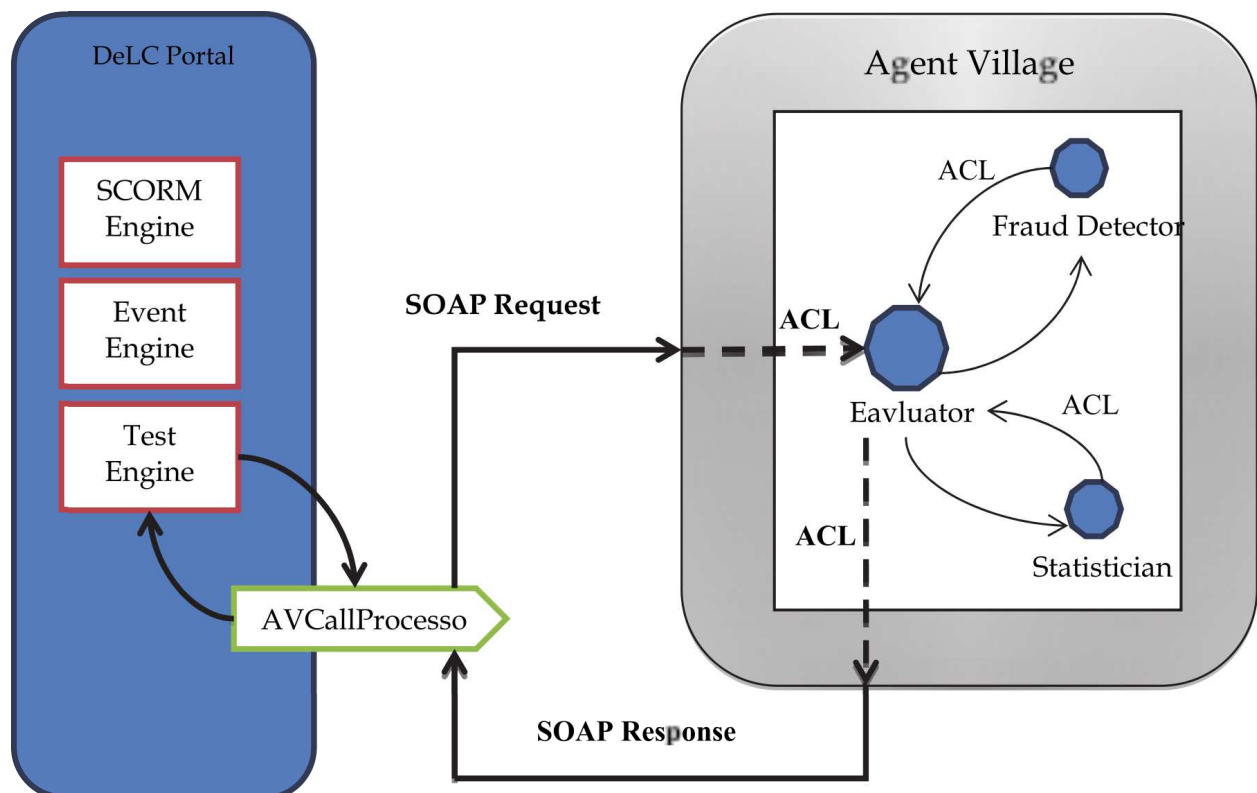 DeLC Portal
SCORM
Engine
Event
Engine
Test
Engine
AVCallProcesso
SOAP Request
SOAP Response
Agent Village
ACL
Fraud Detector
ACL
Eavluator
ACL
ACL
Statistician